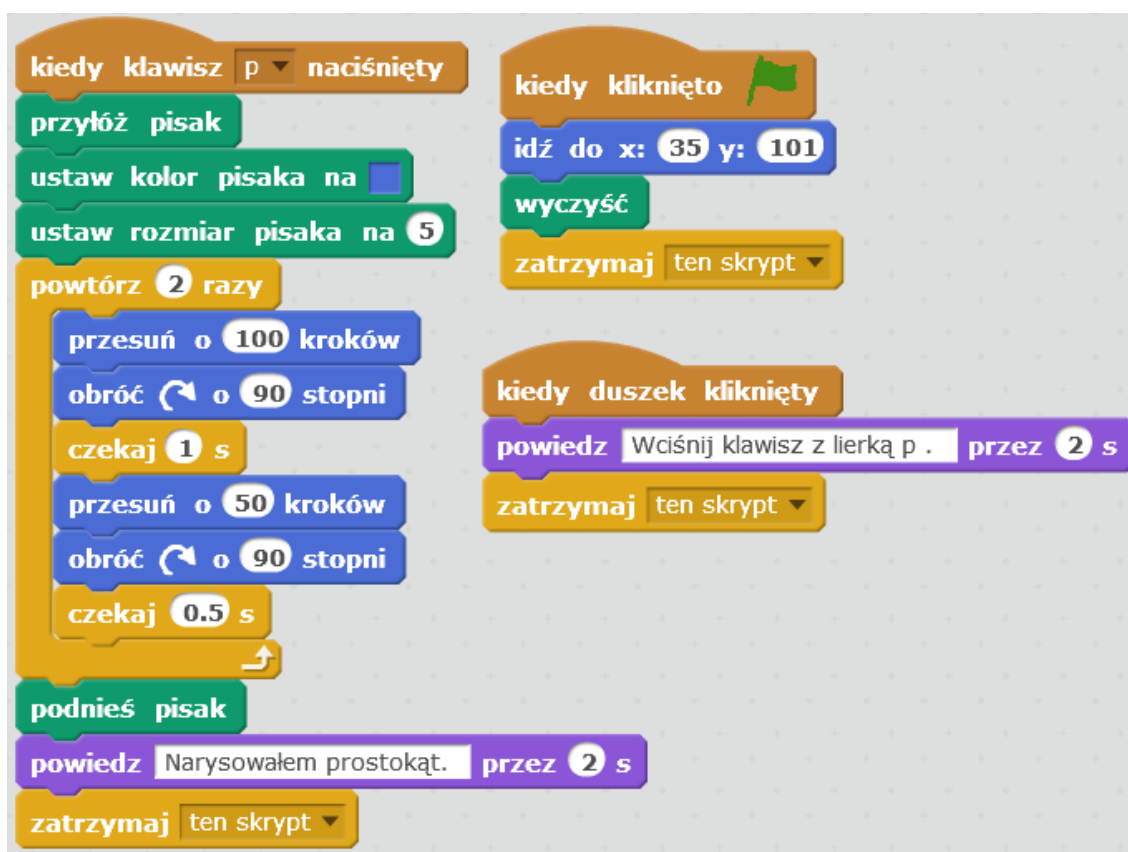 kiedy klawisz p naciśnięty
przyłóż pisak
ustaw kolor pisaka na
ustaw rozmiar pisaka na 5
powtórz 2 razy
przesuń o 100 kroków
obróć o 90 stopni
czekaj 1 s
przesuń o 50 kroków
obróć o 90 stopni
czekaj 0.5 s
podnieś pisak
powiedz Narysowałem prostokąt. przez 2 s
zatrzymaj ten skrypt
kiedy kliknięto
idź do x: 35 y: 101
wyczyść
zatrzymaj ten skrypt
kiedy duszek kliknięty
powiedz Wciśnij klawisz z lierką p . przez 2 s
zatrzymaj ten skrypt